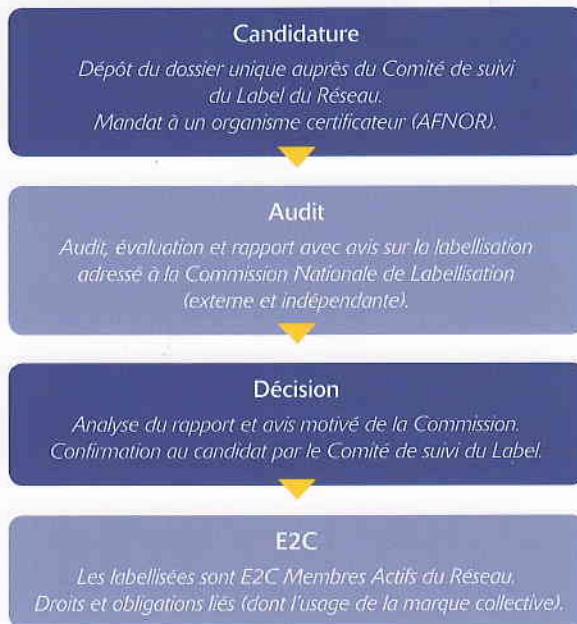 Candidature
Dépôt du dossier unique auprès du Comité de suivi
du Label du Réseau.
Mandat à un organisme certificateur (AFNOR).
Audit
Audit, évaluation et rapport avec avis sur la labellisation
adressé à la Commission Nationale de Labellisation
(externe et indépendante).
Décision
Analyse du rapport et avis motivé de la Commission.
Confirmation au candidat par le Comité de suivi du Label.
E2C
Les labellisées sont E2C Membres Actifs du Réseau.
Droits et obligations liés (dont l'usage de la marque collective).